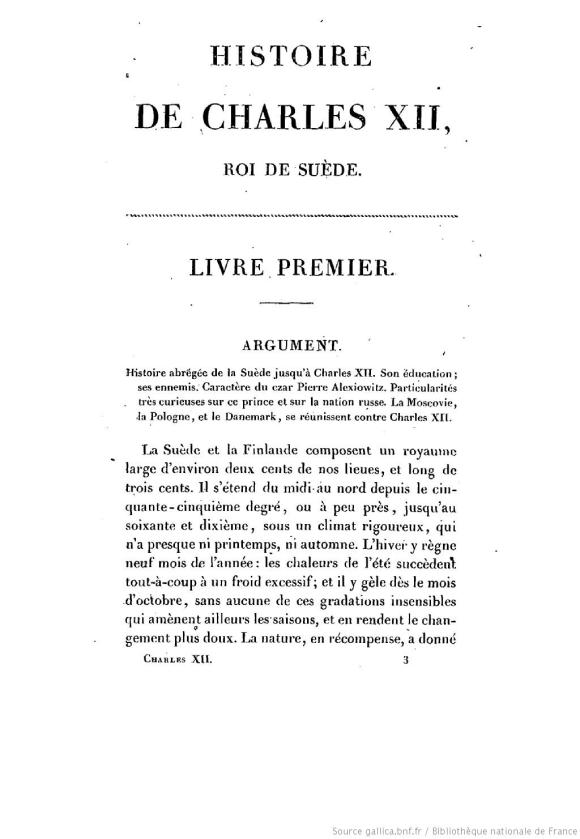 HISTOIRE
DE CHARLES XII,
ROI DE SUÈDE.
LIVRE PREMIER.
ARGUMENT.
Histoire abrégée de la Suède jusqu'à Charles XII. Son éducation ;
ses ennemis. Caractère du czar Pierre Alexiowitz. Particularités
très curieuses sur ce prince et sur la nation russe. La Moscovie,
la Pologne, et le Danemark, se réunissent contre Charles XII.
La Suède et la Finlande composent un royaume
large d'environ deux cents de nos lieues, et long de
trois cents. Il s'étend du midi au nord depuis le cin-
quante-cinquième degré, ou à peu près, jusqu'au
soixante et dixième, sous un climat rigoureux, qui
n'a presque ni printemps, ni automne. L'hiver y règne
neuf mois de l'année : les chaleurs de l'été succèdent
tout-à-coup à un froid excessif ; et il y gèle dès le mois
d'octobre, sans aucune de ces gradations insensibles
qui amènent ailleurs les saisons, et en rendent le chan-
gement plus doux. La nature, en récompense, a donné
CHARLES XII. 3
Source gallica.bnf.fr / Bibliothèque nationale de France